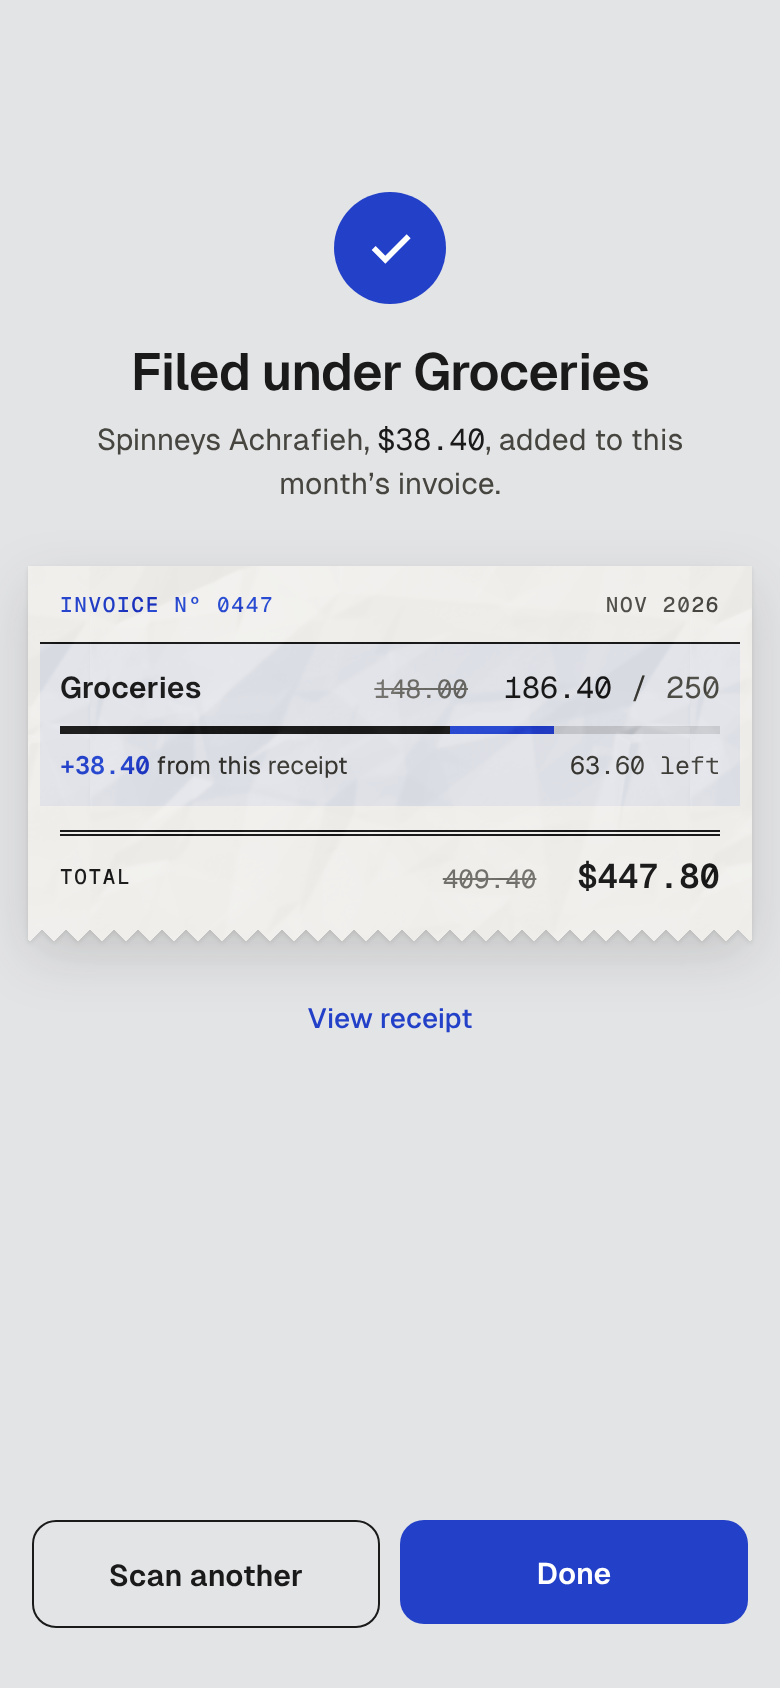 Filed under Groceries
Spinneys Achrafieh, $38.40, added to this
month’s invoice.
INVOICE Nº 0447 NOV 2026
Groceries 148.00 186.40 / 250
+38.40 from this receipt 63.60 left
TOTAL 409.40 $447.80
View receipt
Scan another Done